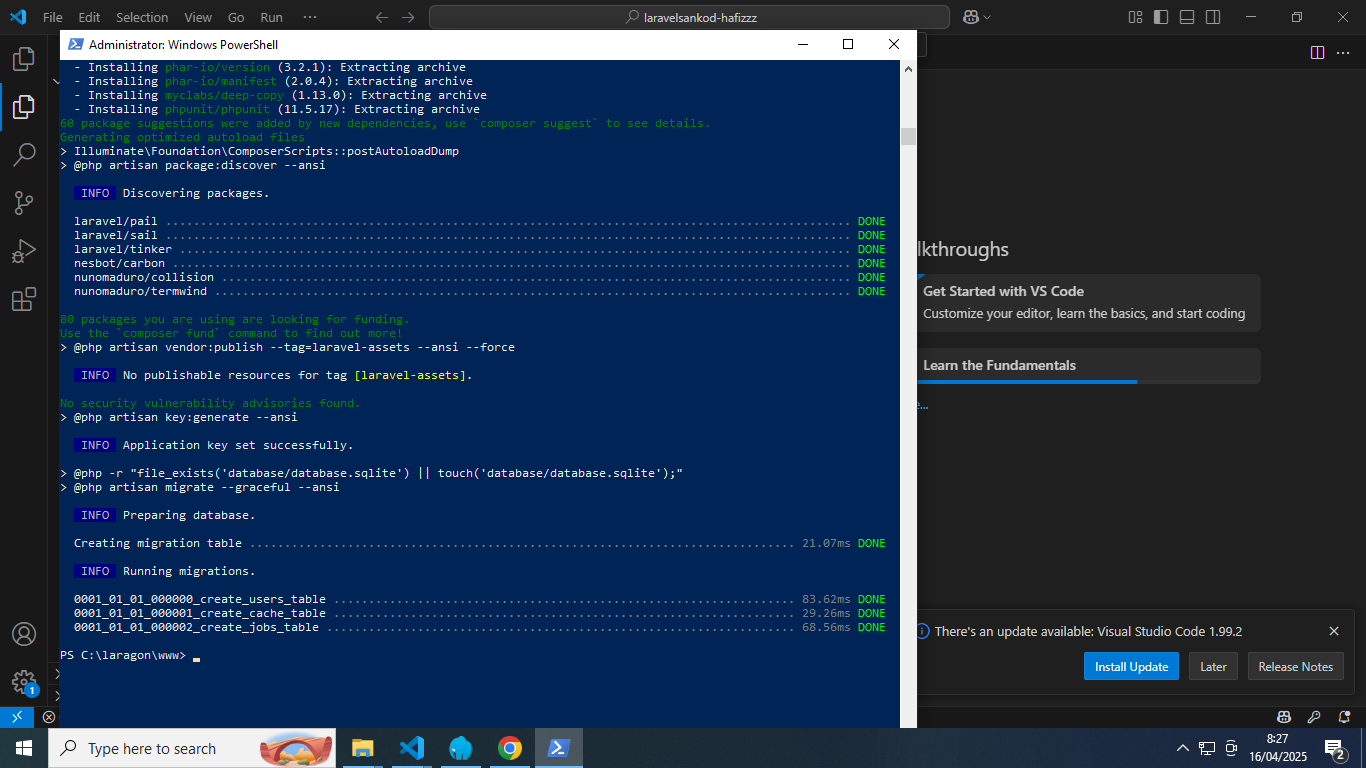 File Edit Selection View Go Run ···
laravelsankod-hafizzz
Administrator: Windows PowerShell
- Installing phar-io/version (3.2.1): Extracting archive
- Installing phar-io/manifest (2.0.4): Extracting archive
- Installing myclabs/deep-copy (1.13.0): Extracting archive
- Installing phpunit/phpunit (11.5.17): Extracting archive
60 package suggestions were added by new dependencies, use `composer suggest` to see details.
Generating optimized autoload files
> Illuminate\Foundation\ComposerScripts::postAutoloadDump
> @php artisan package:discover --ansi
INFO Discovering packages.
laravel/pail ........ DONE
laravel/sail ........ DONE
laravel/tinker ........ DONE
nesbot/carbon ........ DONE
nunomaduro/collision ........ DONE
nunomaduro/termwind ........ DONE
80 packages you are using are looking for funding.
Use the `composer fund` command to find out more!
> @php artisan vendor:publish --tag=laravel-assets --ansi --force
INFO No publishable resources for tag [laravel-assets].
No security vulnerability advisories found.
> @php artisan key:generate --ansi
INFO Application key set successfully.
> @php -r "file_exists('database/database.sqlite') || touch('database/database.sqlite');"
> @php artisan migrate --graceful --ansi
INFO Preparing database.
Creating migration table ........ 21.07ms DONE
INFO Running migrations.
0001_01_01_000000_create_users_table ........ 83.62ms DONE
0001_01_01_000001_create_cache_table ........ 29.26ms DONE
0001_01_01_000002_create_jobs_table ........ 68.56ms DONE
PS C:\laragon\www>
lkthroughs
Get Started with VS Code
Customize your editor, learn the basics, and start coding
Learn the Fundamentals
e...
There's an update available: Visual Studio Code 1.99.2
Install Update Later Release Notes
1
Type here to search
8:27
16/04/2025
2